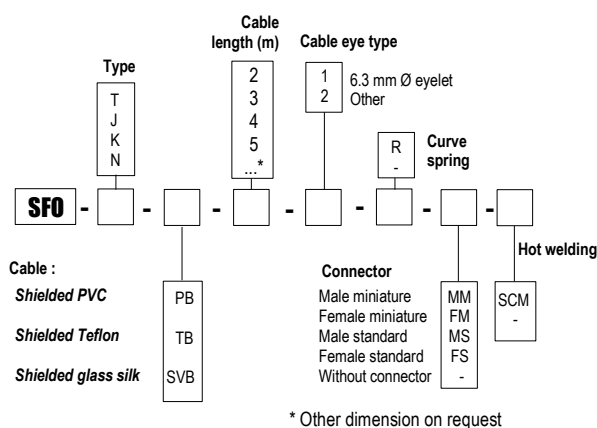 Cable
length (m)
Cable eye type
Type
2
3
4
5
...*
1
2
6.3 mm Ø eyelet
Other
T
J
K
N
R
-
Curve
spring
SFO - - - - - - -
Hot welding
Cable :
Shielded PVC PB
Shielded Teflon TB
Shielded glass silk SVB
Connector
Male miniature MM
Female miniature FM
Male standard MS
Female standard FS
Without connector -
SCM
-
* Other dimension on request